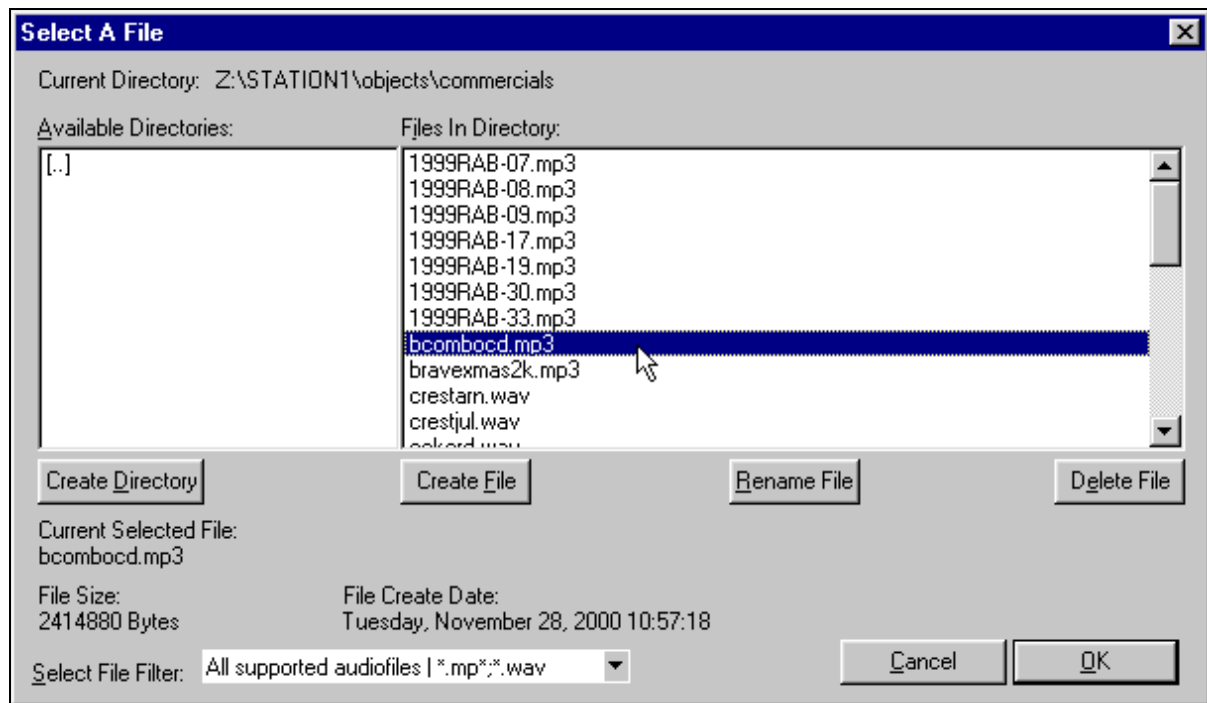 Select A File
Current Directory: Z:\STATION1\objects\commercials
Available Directories:
Files In Directory:
[..]
1999RAB-07.mp3
1999RAB-08.mp3
1999RAB-09.mp3
1999RAB-17.mp3
1999RAB-19.mp3
1999RAB-30.mp3
1999RAB-33.mp3
bcombocd.mp3
bravexmas2k.mp3
crestarn.wav
crestjul.wav
Create Directory
Create File
Rename File
Delete File
Current Selected File:
bcombocd.mp3
File Size:
2414880 Bytes
File Create Date:
Tuesday, November 28, 2000 10:57:18
Select File Filter:
All supported audiofiles | *.mp*;*.wav
Cancel
OK